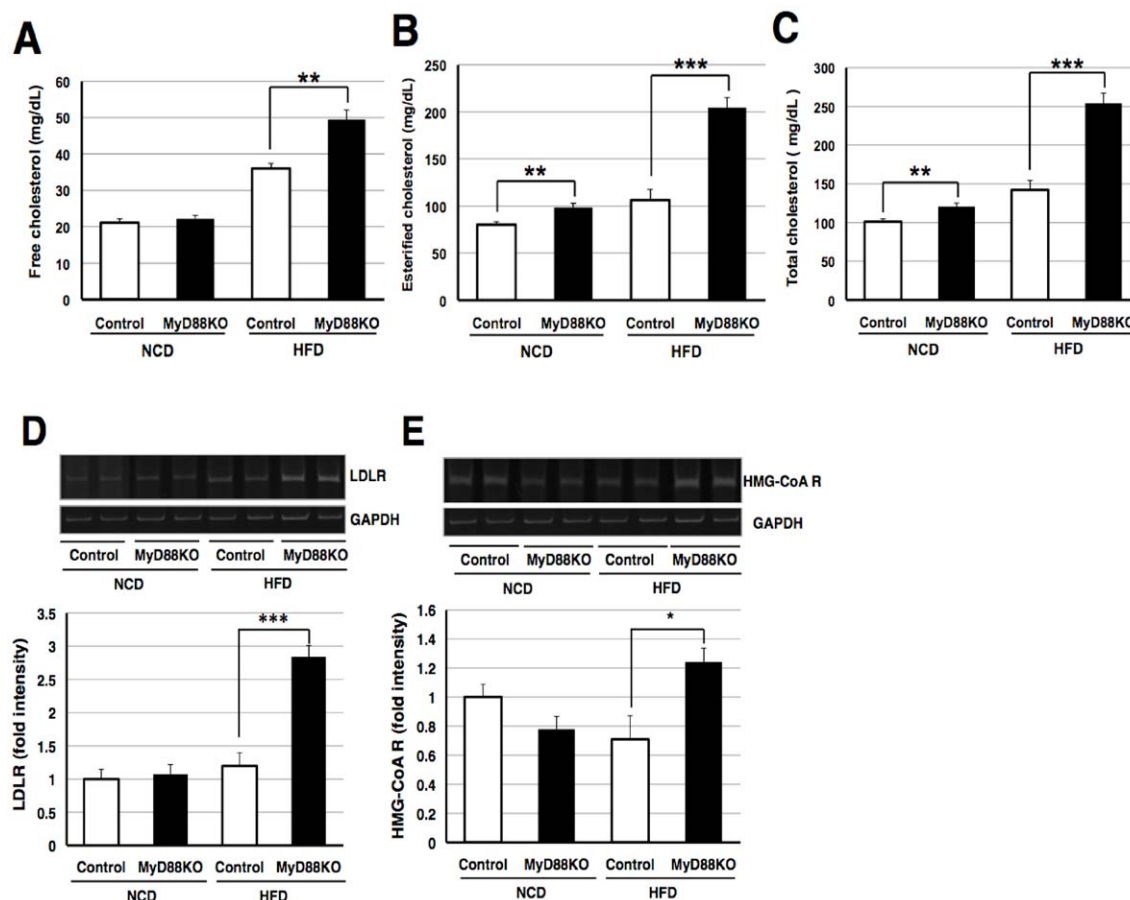 A
Free cholesterol (mg/dL)
60
50
40
30
20
10
0
**
Control MyD88KO Control MyD88KO
NCD HFD
B
Esterified cholesterol (mg/dL)
250
200
150
100
50
0
**
***
Control MyD88KO Control MyD88KO
NCD HFD
C
Total cholesterol ( mg/dL )
300
250
200
150
100
50
0
**
***
Control MyD88KO Control MyD88KO
NCD HFD
D
LDLR
GAPDH
Control MyD88KO Control MyD88KO
NCD HFD
LDLR (fold intensity)
3.5
3
2.5
2
1.5
1
0.5
0
***
Control MyD88KO Control MyD88KO
NCD HFD
E
HMG-CoA R
GAPDH
Control MyD88KO Control MyD88KO
NCD HFD
HMG-CoA R (fold intensity)
1.6
1.4
1.2
1
0.8
0.6
0.4
0.2
0
*
Control MyD88KO Control MyD88KO
NCD HFD